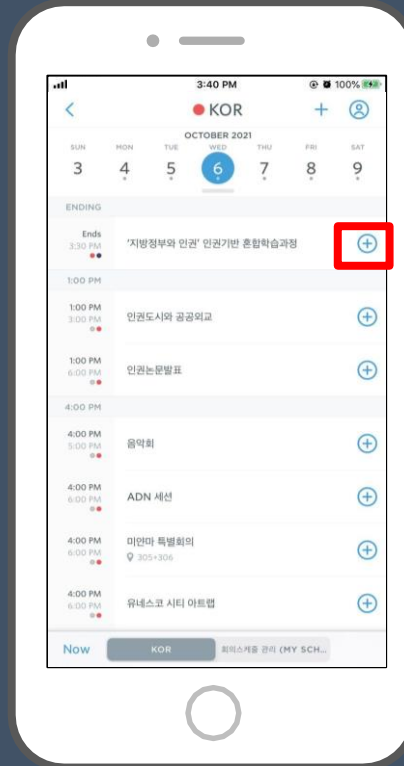 3:40 PM
100%
KOR
OCTOBER 2021
SUN MON TUE WED THU FRI SAT
3 4 5 6 7 8 9
ENDING
Ends
3:30 PM
'지방정부와 인권' 인권기반 혼합학습과정
1:00 PM
1:00 PM
3:00 PM
인권도시와 공공외교
1:00 PM
6:00 PM
인권논문발표
4:00 PM
4:00 PM
5:00 PM
음악회
4:00 PM
6:00 PM
ADN 세션
4:00 PM
6:00 PM
미얀마 특별회의
305+306
4:00 PM
6:00 PM
유네스코 시티 아트랩
Now KOR 회의스케줄 관리 (MY SCH...